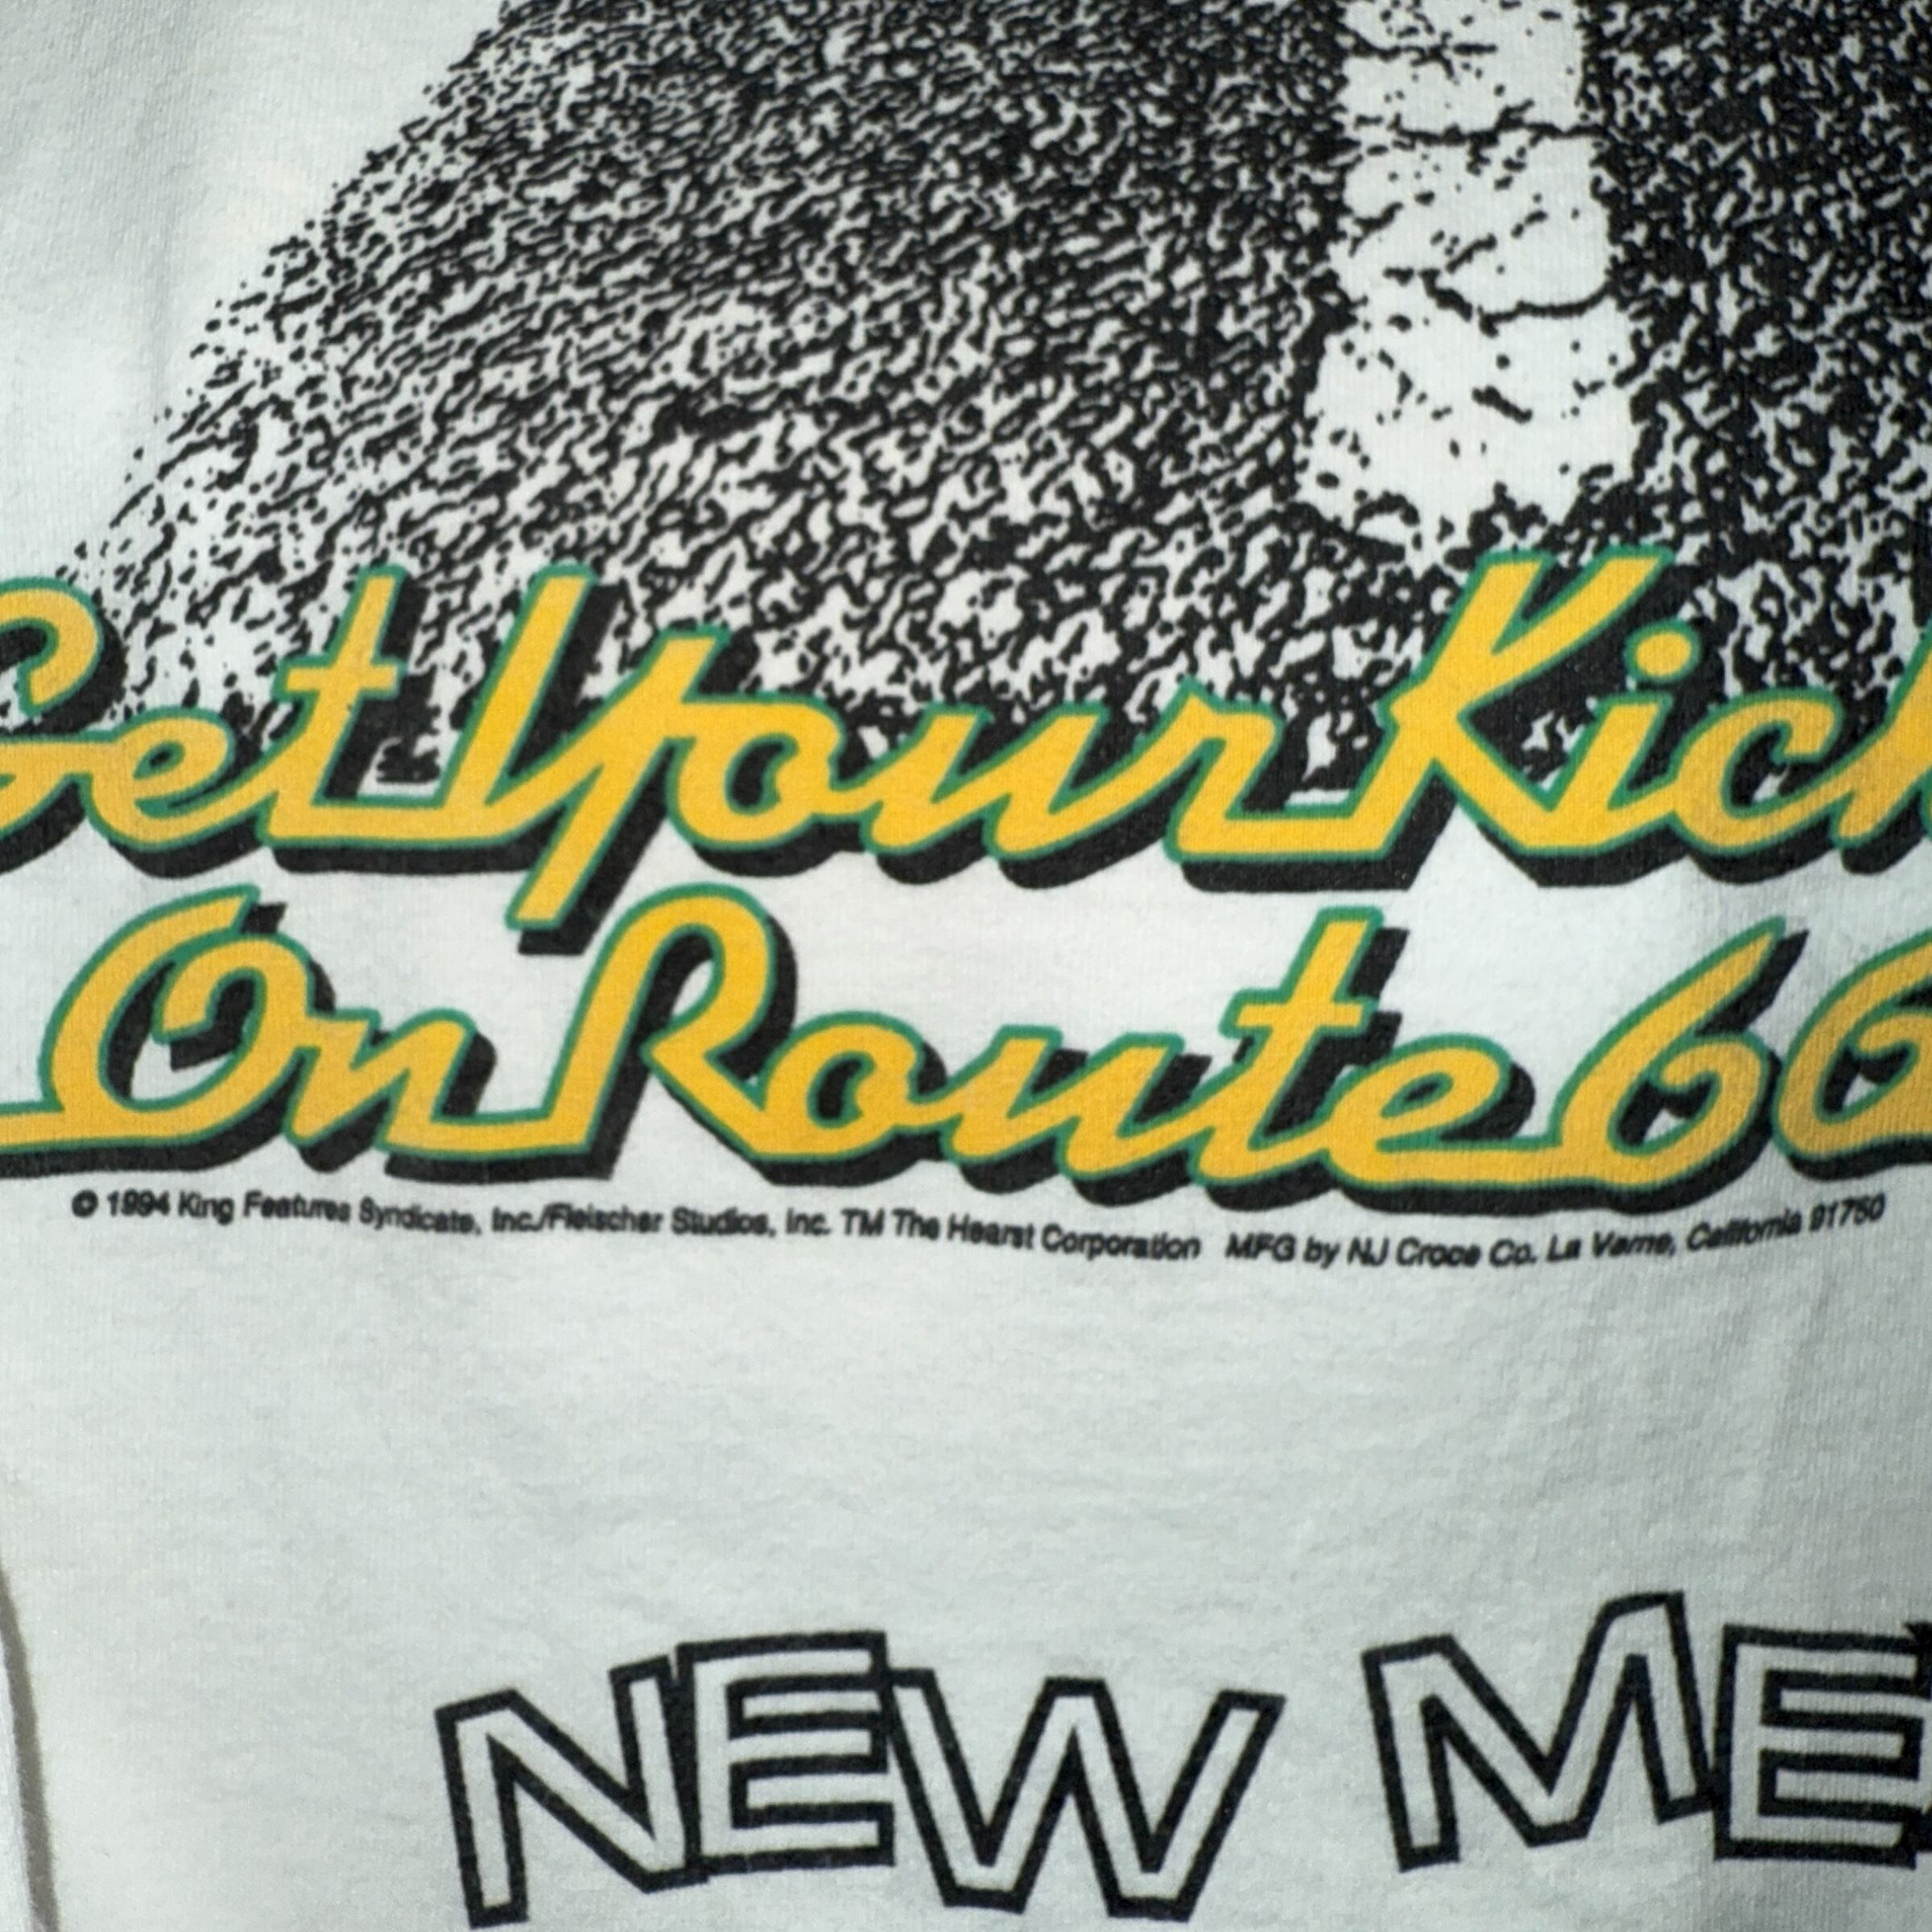 Get Your Kick
On Route 66
© 1994 King Features Syndicate, Inc./Fleischer Studios, Inc. TM The Hearst Corporation MFG by NJ Croce Co. La Verne, California 91750
NEW ME